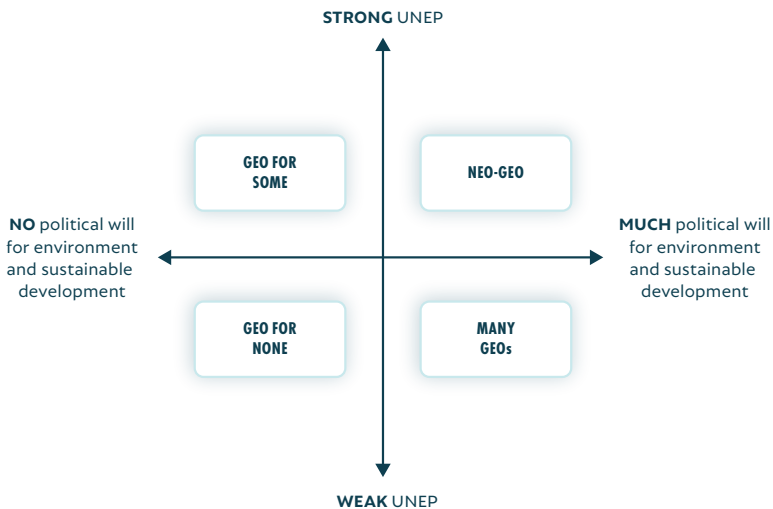 STRONG UNEP
GEO FOR
SOME
NEO-GEO
NO political will
for environment
and sustainable
development
MUCH political will
for environment
and sustainable
development
GEO FOR
NONE
MANY
GEOs
WEAK UNEP